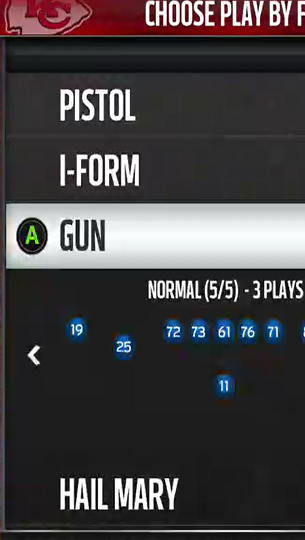 KC
CHOOSE PLAY BY F
PISTOL
I-FORM
A GUN
NORMAL (5/5) - 3 PLAYS
19 72 73 61 76 71
25
11
HAIL MARY